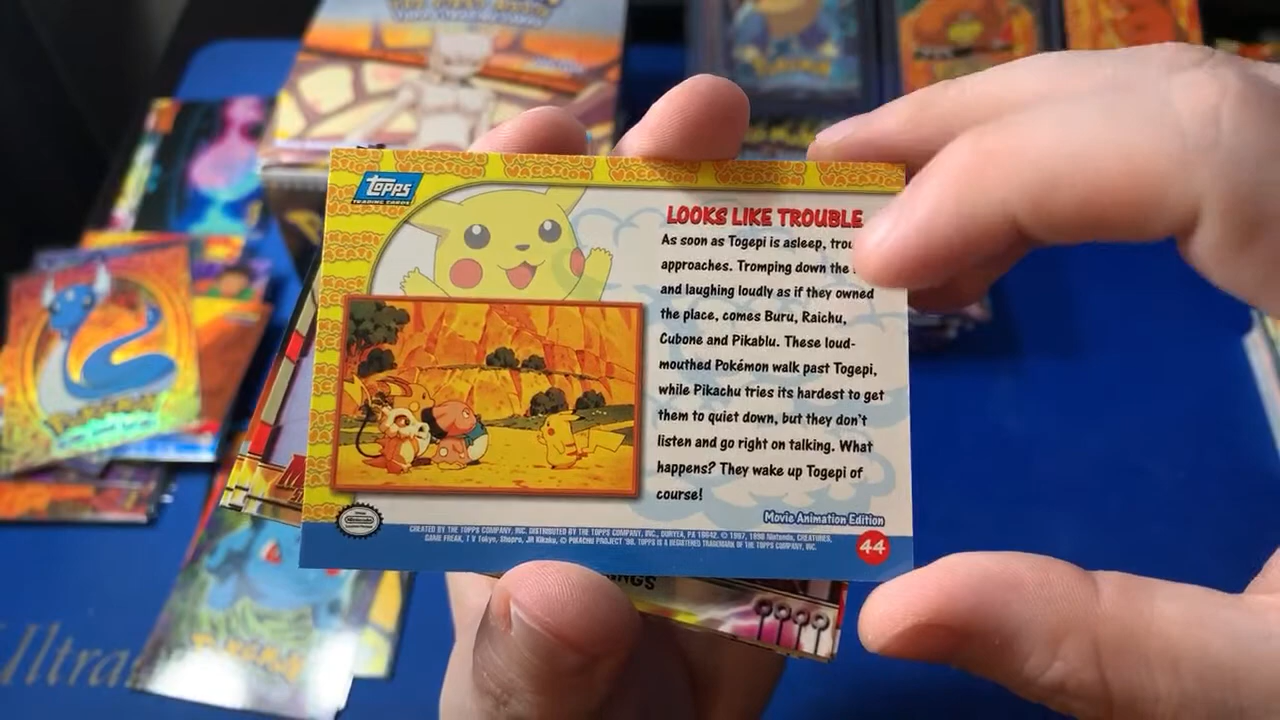 TOPPS
TRADING CARDS
LOOKS LIKE TROUBLE
As soon as Togepi is asleep, trou
approaches. Tromping down the
and laughing loudly as if they owned
the place, comes Buru, Raichu,
Cubone and Pikablu. These loud-
mouthed Pokémon walk past Togepi,
while Pikachu tries its hardest to get
them to quiet down, but they don't
listen and go right on talking. What
happens? They wake up Togepi of
course!
Movie Animation Edition
44
CREATED BY THE TOPPS COMPANY, INC. DISTRIBUTED BY THE TOPPS COMPANY, INC., DURYEA, PA 18642. © 1997, 1998 Nintendo, CREATURES,
GAME FREAK, T V Tokyo, Shopro, JR Kikaku, © PIKACHU PROJECT '98. TOPPS IS A REGISTERED TRADEMARK OF THE TOPPS COMPANY, INC.
Nintendo
NGS
Ultra